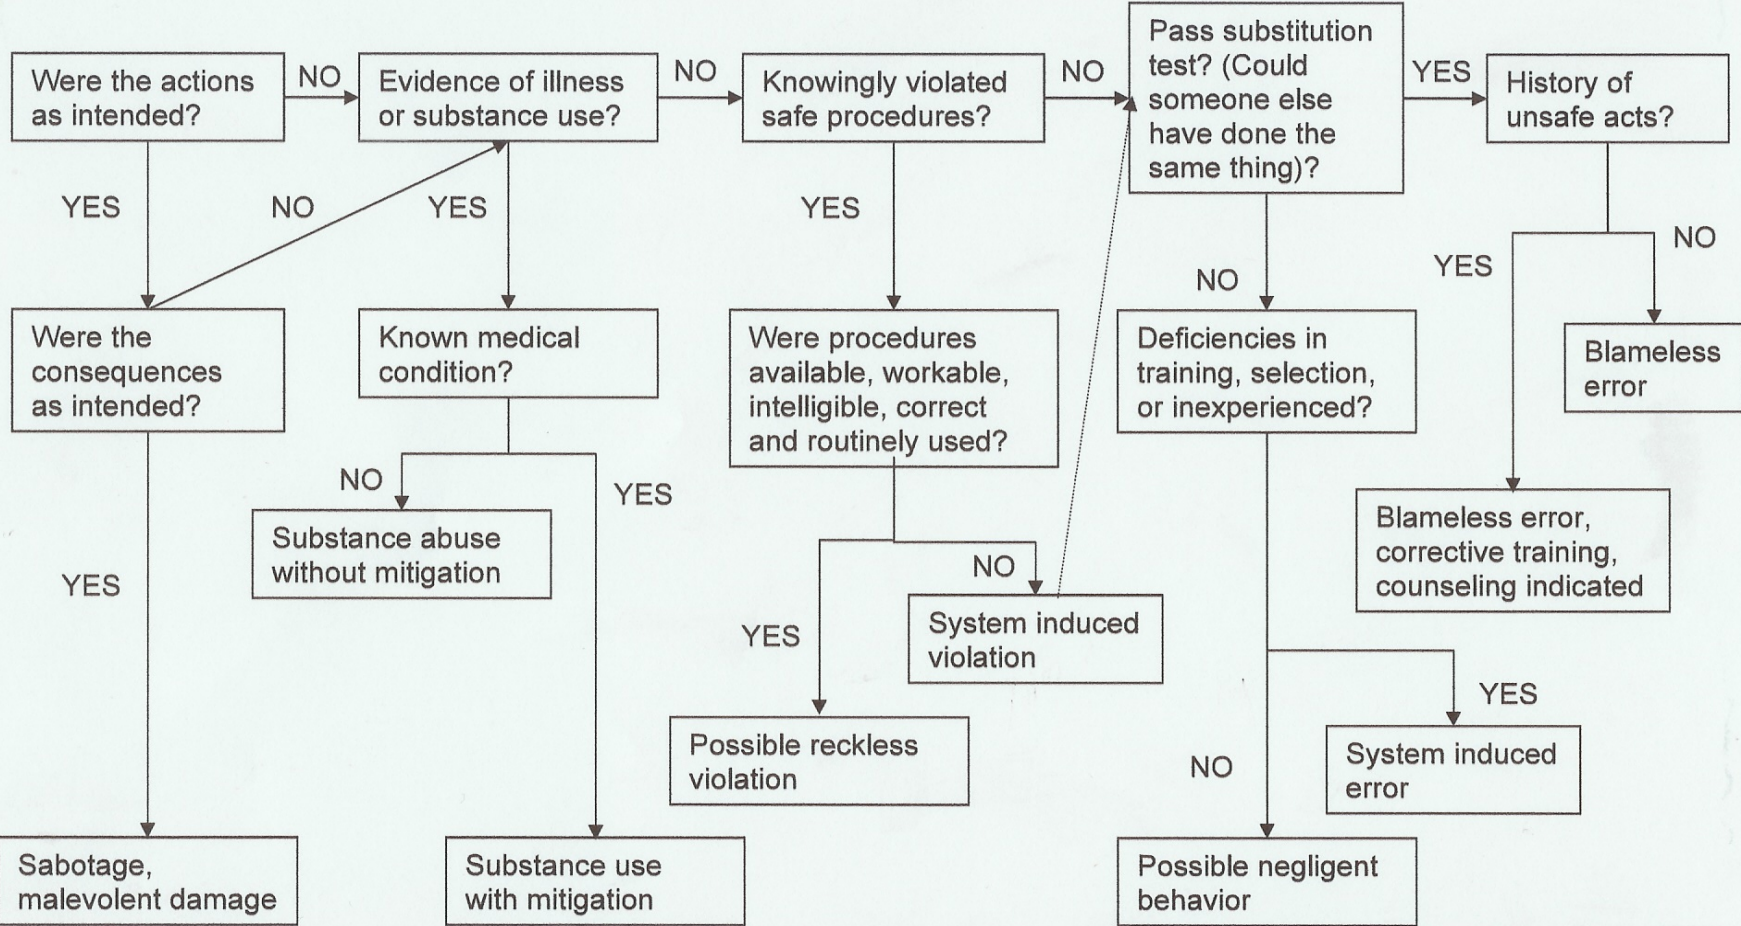 Were the actions
as intended?
NO
Evidence of illness
or substance use?
NO
Knowingly violated
safe procedures?
NO
Pass substitution
test? (Could
someone else
have done the
same thing)?
YES
History of
unsafe acts?
YES
NO
YES
YES
NO
YES
NO
Were the
consequences
as intended?
Known medical
condition?
Were procedures
available, workable,
intelligible, correct
and routinely used?
Deficiencies in
training, selection,
or inexperienced?
Blameless
error
NO
YES
Substance abuse
without mitigation
Blameless error,
corrective training,
counseling indicated
YES
NO
YES
System induced
violation
YES
Possible reckless
violation
NO
System induced
error
Sabotage,
malevolent damage
Substance use
with mitigation
Possible negligent
behavior